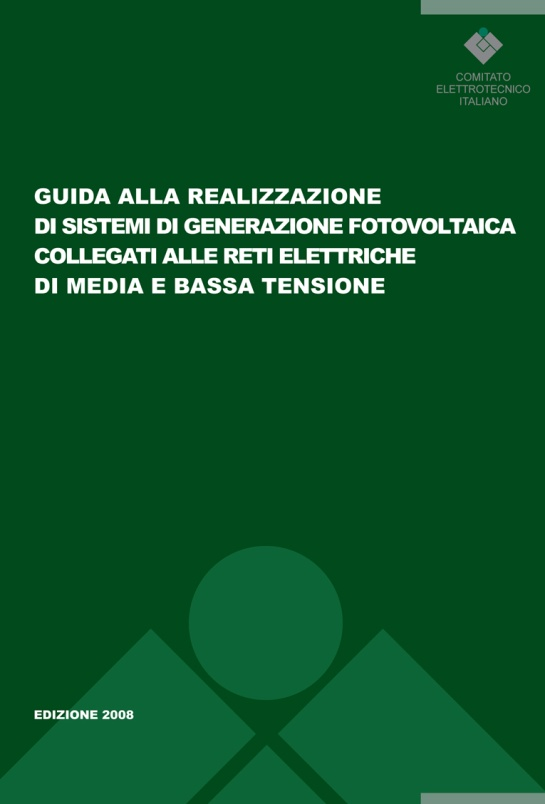 COMITATO
ELETTROTECNICO
ITALIANO
GUIDA ALLA REALIZZAZIONE
DI SISTEMI DI GENERAZIONE FOTOVOLTAICA
COLLEGATI ALLE RETI ELETTRICHE
DI MEDIA E BASSA TENSIONE
EDIZIONE 2008